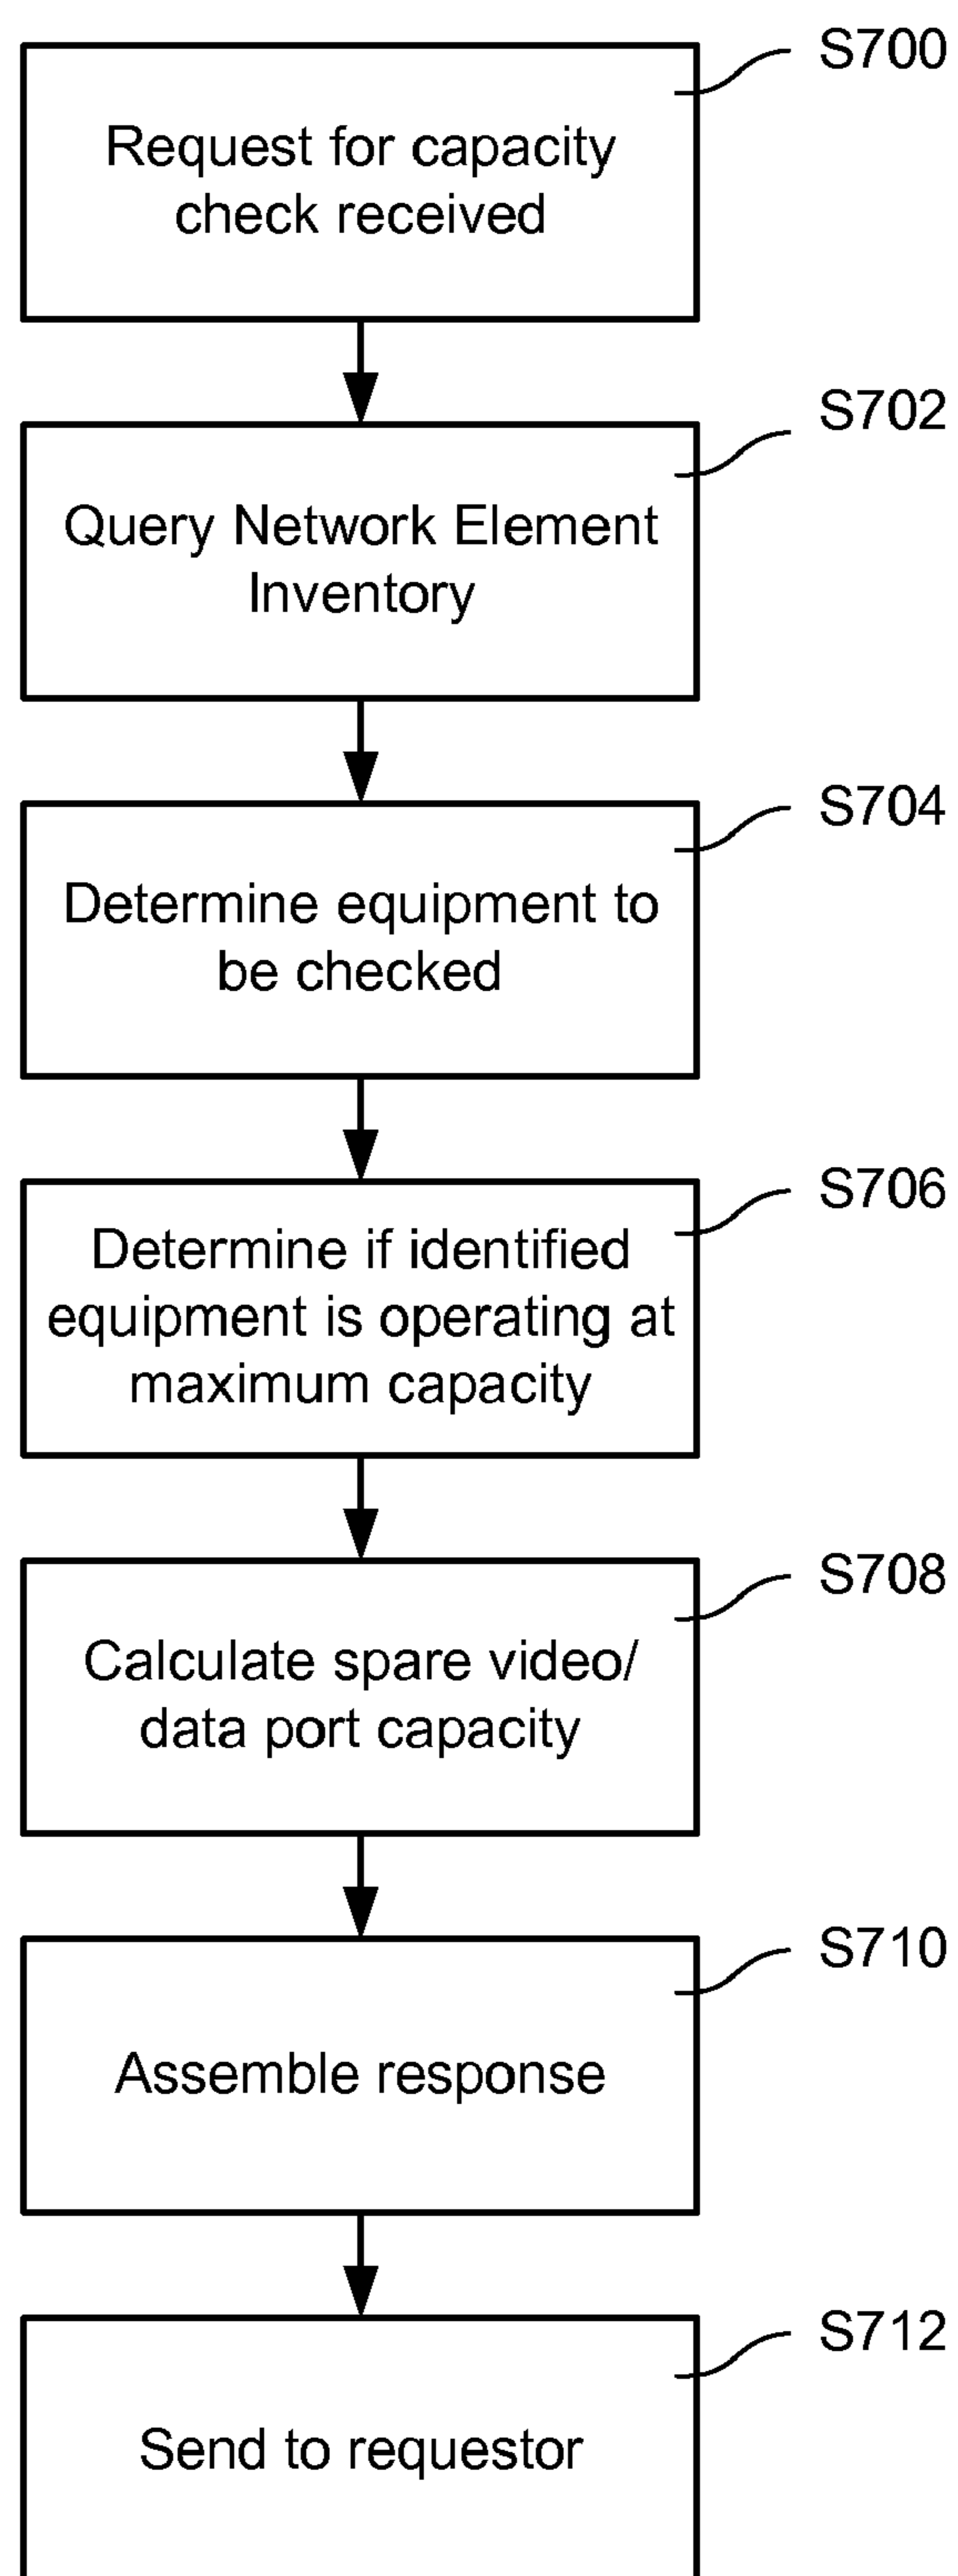 S700
Request for capacity
check received
S702
Query Network Element
Inventory
S704
Determine equipment to
be checked
S706
Determine if identified
equipment is operating at
maximum capacity
S708
Calculate spare video/
data port capacity
S710
Assemble response
S712
Send to requestor